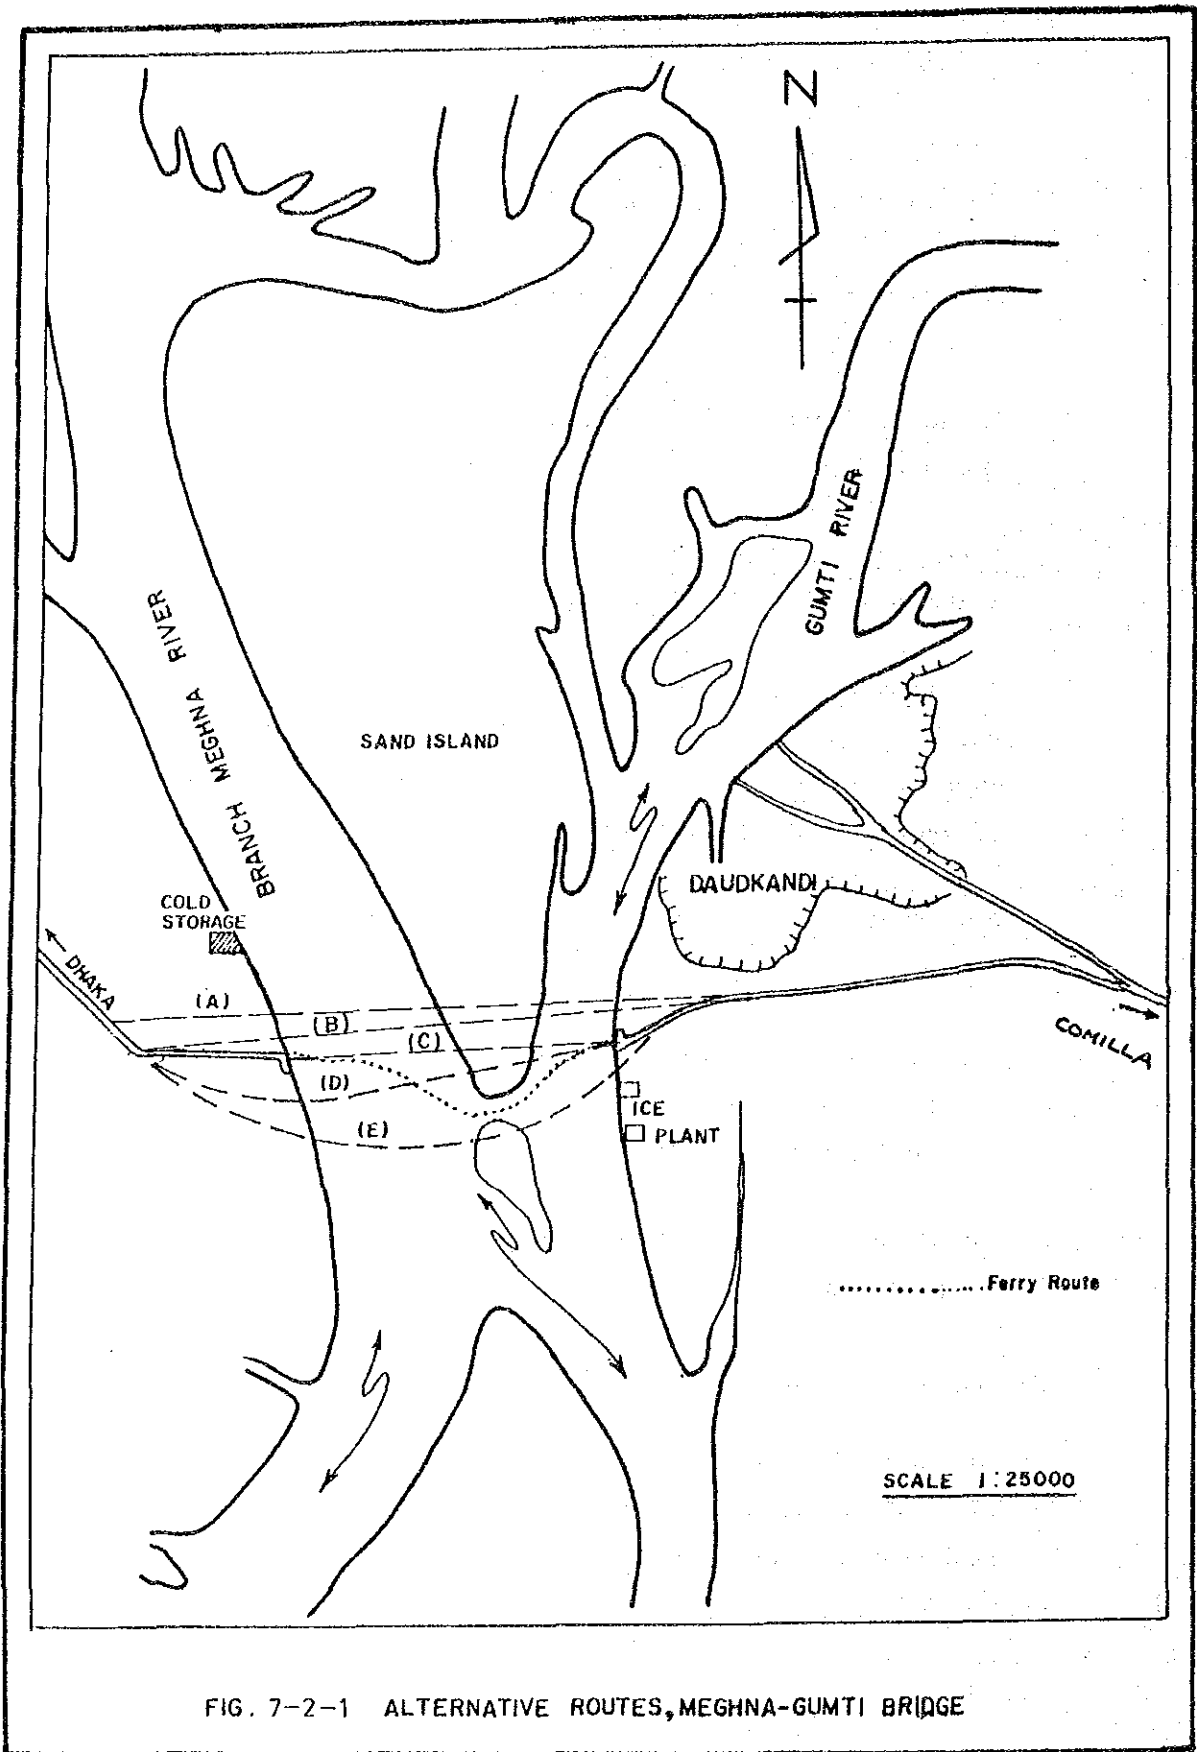 N
GUMTI RIVER
BRANCH MEGHNA RIVER
SAND ISLAND
COLD
STORAGE
DAUDKANDI
DHAKA
(A)
(B)
(C)
COMILLA
(D)
(E)
ICE
PLANT
Ferry Route
SCALE 1:25000
FIG. 7-2-1 ALTERNATIVE ROUTES, MEGHNA-GUMTI BRIDGE